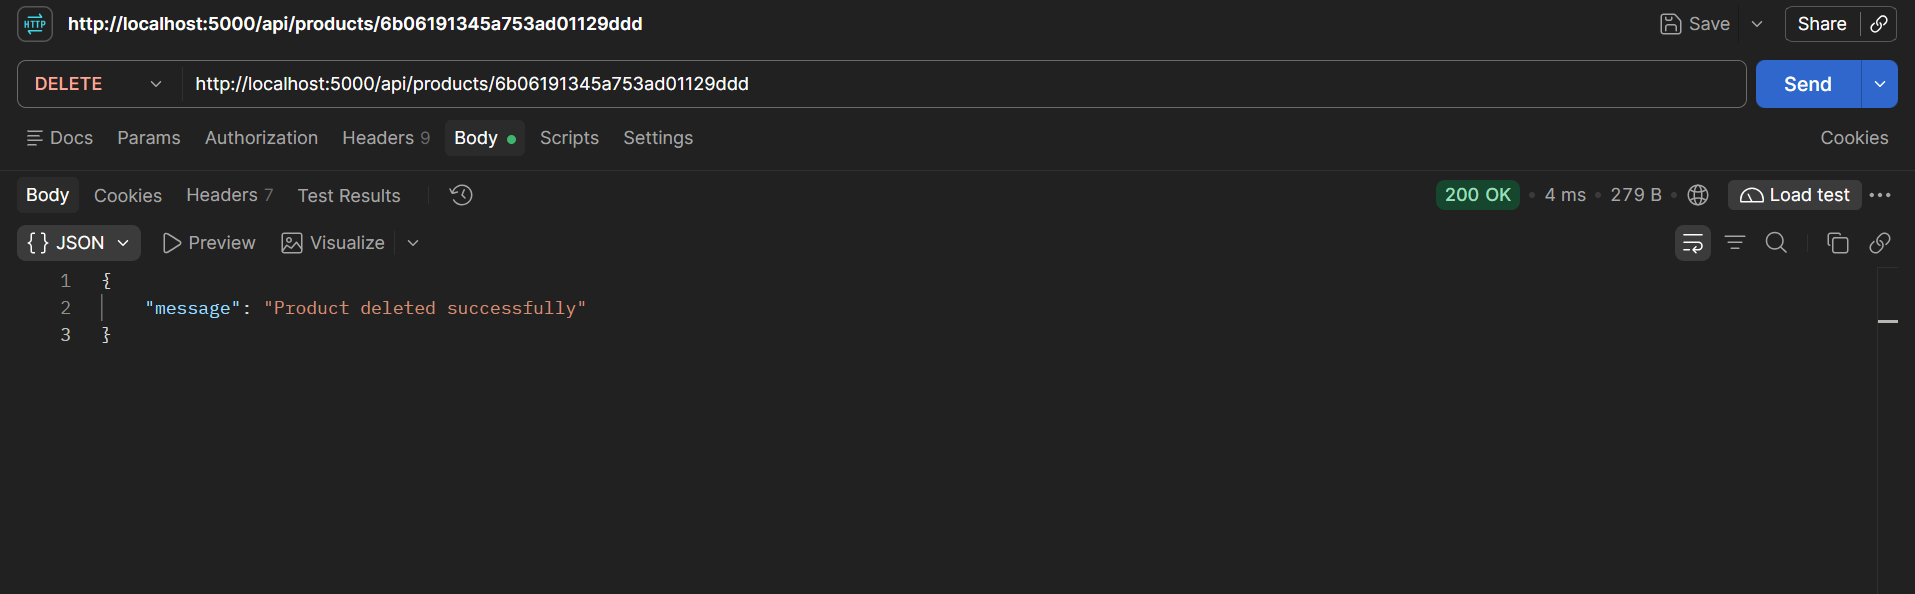 HTTP http://localhost:5000/api/products/6b06191345a753ad01129ddd Save Share
DELETE http://localhost:5000/api/products/6b06191345a753ad01129ddd Send
Docs Params Authorization Headers 9 Body Scripts Settings Cookies
Body Cookies Headers 7 Test Results 200 OK • 4 ms • 279 B • Load test
{} JSON Preview Visualize
1 {
2 "message": "Product deleted successfully"
3 }